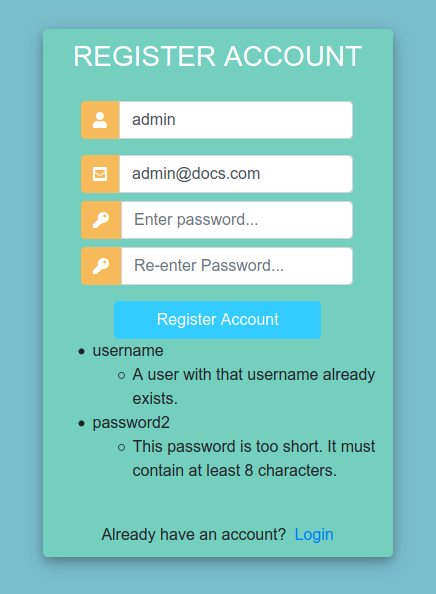 REGISTER ACCOUNT
admin
admin@docs.com
Enter password...
Re-enter Password...
Register Account
username
A user with that username already
exists.
password2
This password is too short. It must
contain at least 8 characters.
Already have an account? Login